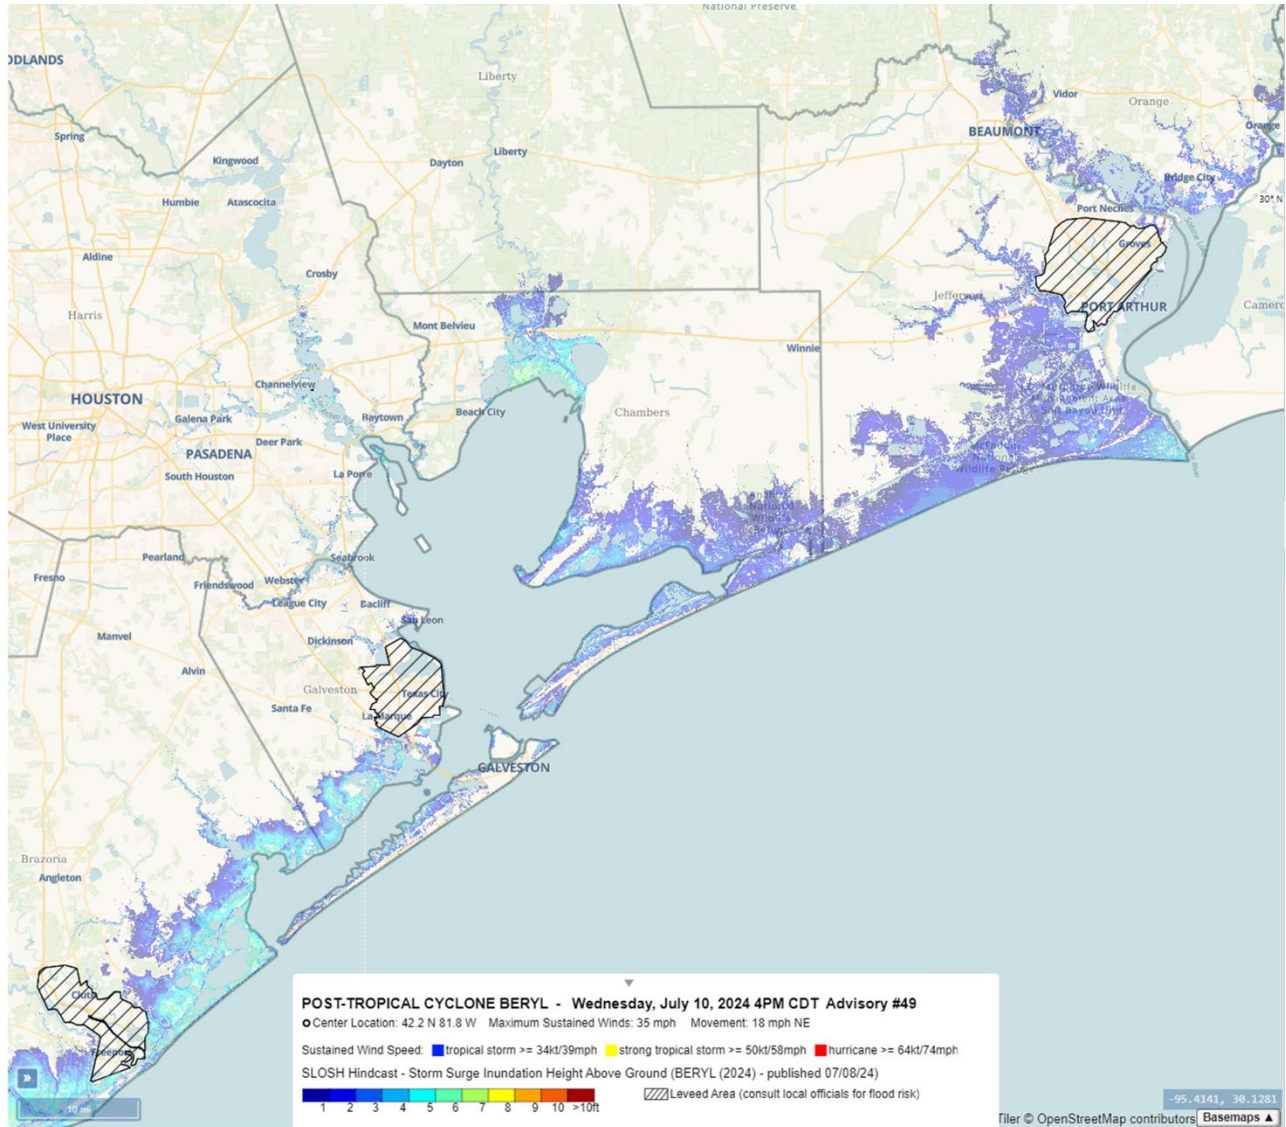 National Preserve
ODLANDS
Liberty
Vidor
Orange
Spring
BEAUMONT
Orange
Kingwood
Dayton
Liberty
Bridge City
Humble
Atascocita
30° N
Port Neches
Groves
Aldine
Crosby
Jefferson
PORT ARTHUR
Camero
Harris
Mont Belvieu
Winnie
Channelview
HOUSTON
Beach City
Chambers
Galena Park
Baytown
West University
Place
Deer Park
PASADENA
South Houston
La Porte
National
Wildlife Refuge
National
Wildlife
Pearland
Seabrook
Fresno
Friendswood
Webster
League City
Bacliff
San Leon
Manvel
Dickinson
Alvin
Galveston
Texas City
Santa Fe
La Marque
GALVESTON
Brazoria
Angleton
Clute
Freeport
POST-TROPICAL CYCLONE BERYL - Wednesday, July 10, 2024 4PM CDT Advisory #49
Center Location: 42.2 N 81.8 W Maximum Sustained Winds: 35 mph Movement: 18 mph NE
Sustained Wind Speed: tropical storm >= 34kt/39mph strong tropical storm >= 50kt/58mph hurricane >= 64kt/74mph
SLOSH Hindcast - Storm Surge Inundation Height Above Ground (BERYL (2024) - published 07/08/24)
Leveed Area (consult local officials for flood risk)
1 2 3 4 5 6 7 8 9 10 >10ft
»
10 mi
-95.4141, 30.1281
Tiler © OpenStreetMap contributors
Basemaps ▲